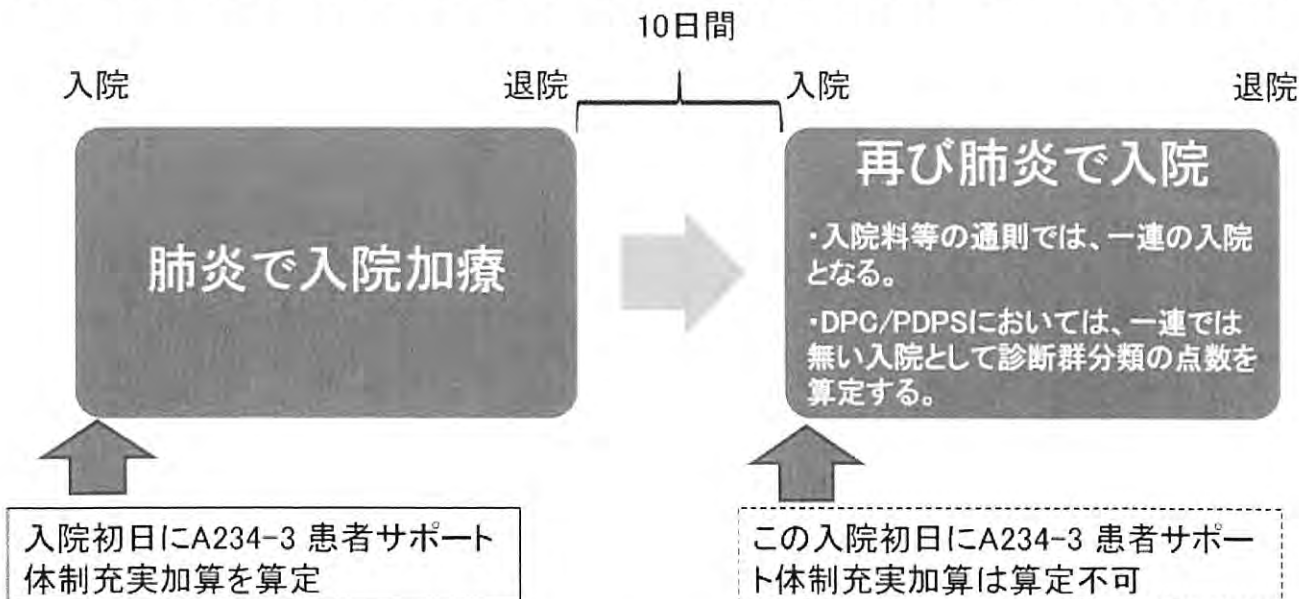 10日間
入院
退院
入院
退院
肺炎で入院加療
再び肺炎で入院
・入院料等の通則では、一連の入院
となる。
・DPC/PDPSにおいては、一連では
無い入院として診断群分類の点数を
算定する。
入院初日にA234-3 患者サポート
体制充実加算を算定
この入院初日にA234-3 患者サポー
ト体制充実加算は算定不可